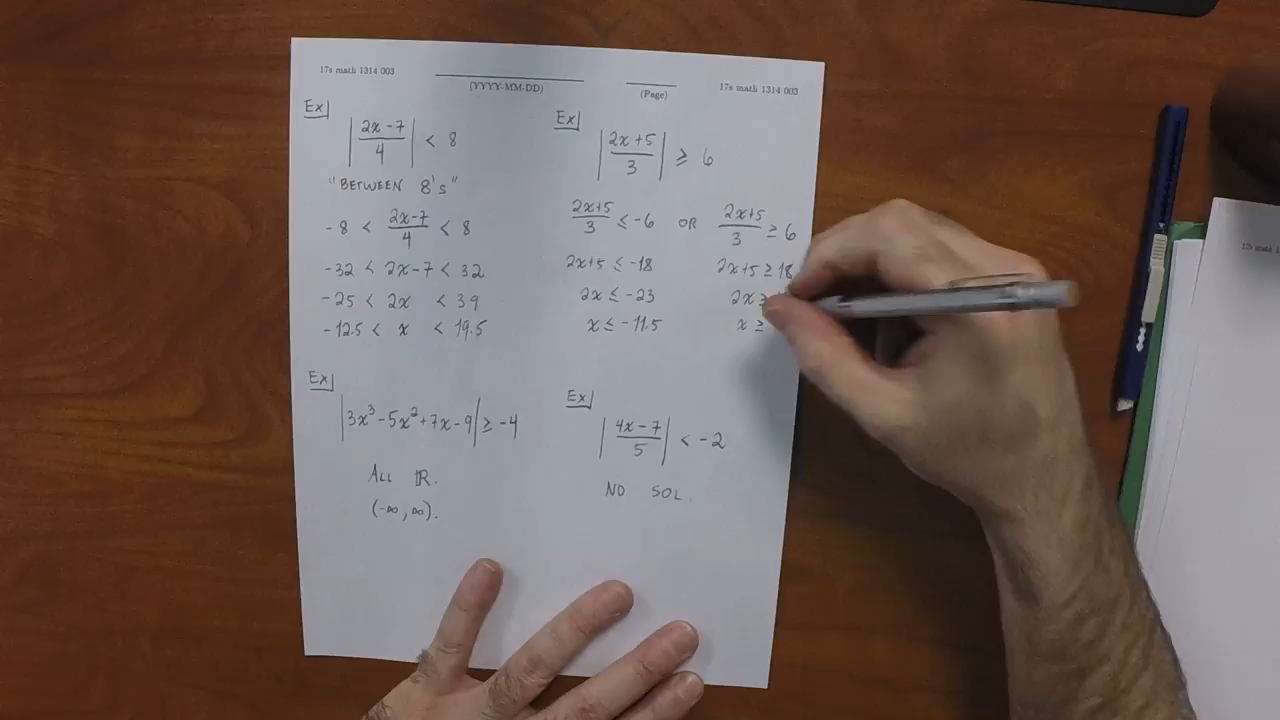 17s math 1314 003
(YYYY-MM-DD)
(Page)
17s math 1314 003
Ex
|(2x-7)/4| < 8
"BETWEEN 8's"
-8 < (2x-7)/4 < 8
-32 < 2x-7 < 32
-25 < 2x < 39
-12.5 < x < 19.5
Ex
|(2x+5)/3| ≥ 6
(2x+5)/3 ≤ -6 OR (2x+5)/3 ≥ 6
2x+5 ≤ -18 2x+5 ≥ 18
2x ≤ -23 2x ≥
x ≤ -11.5 x ≥
Ex
|3x³-5x²+7x-9| ≥ -4
ALL ℝ.
(-∞,∞).
Ex
|(4x-7)/5| < -2
NO SOL.